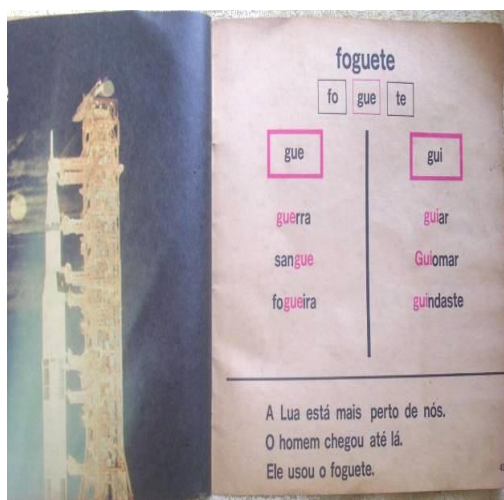 foguete
fo gue te
gue gui
guerra guiar
sangue Guiomar
fogueira guindaste
A Lua está mais perto de nós.
O homem chegou até lá.
Ele usou o foguete.